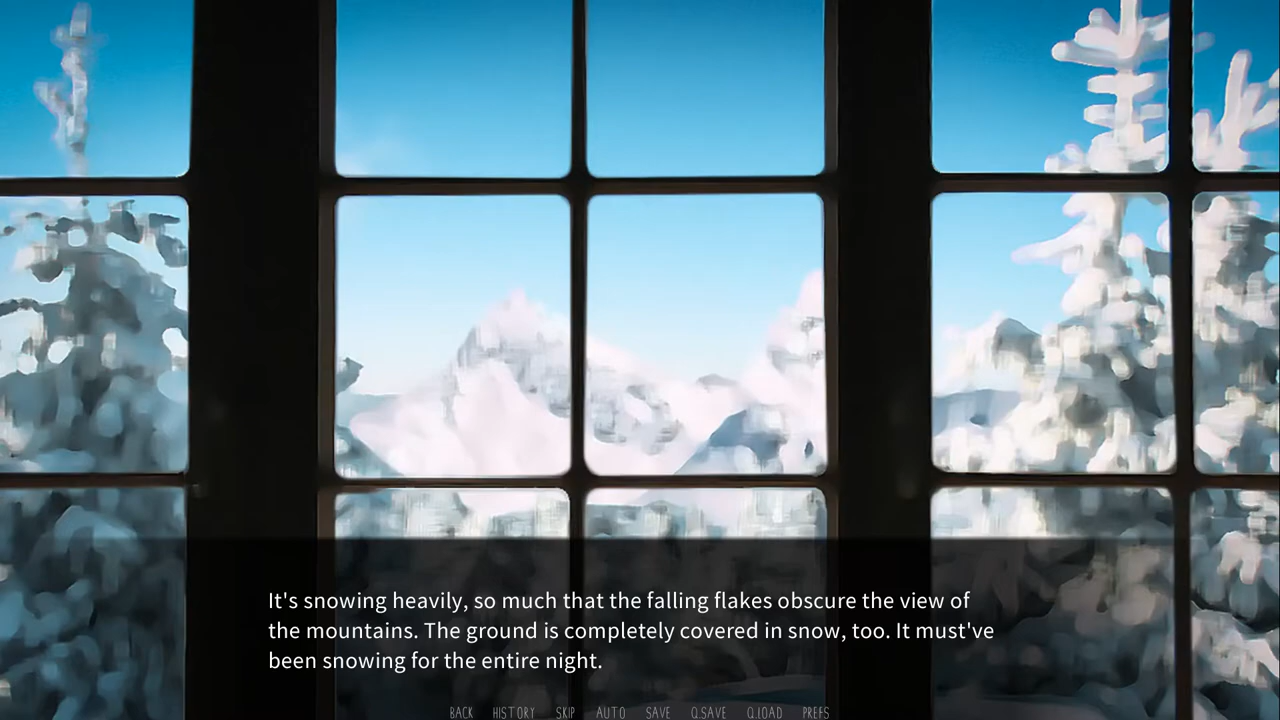 It's snowing heavily, so much that the falling flakes obscure the view of
the mountains. The ground is completely covered in snow, too. It must've
been snowing for the entire night.
BACK HISTORY SKIP AUTO SAVE Q.SAVE Q.LOAD PREFS